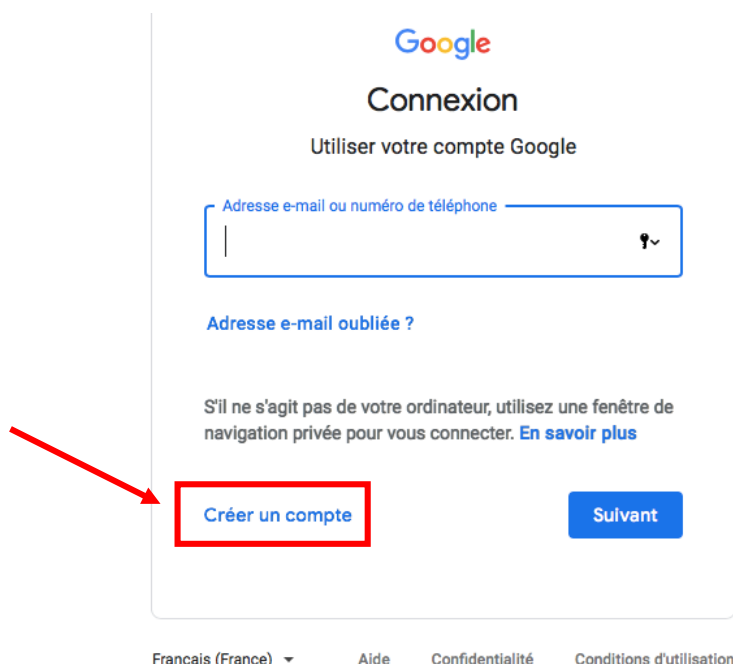 Google
Connexion
Utiliser votre compte Google
Adresse e-mail ou numéro de téléphone
Adresse e-mail oubliée ?
S'il ne s'agit pas de votre ordinateur, utilisez une fenêtre de
navigation privée pour vous connecter. En savoir plus
Créer un compte Suivant
Français (France) Aide Confidentialité Conditions d'utilisation